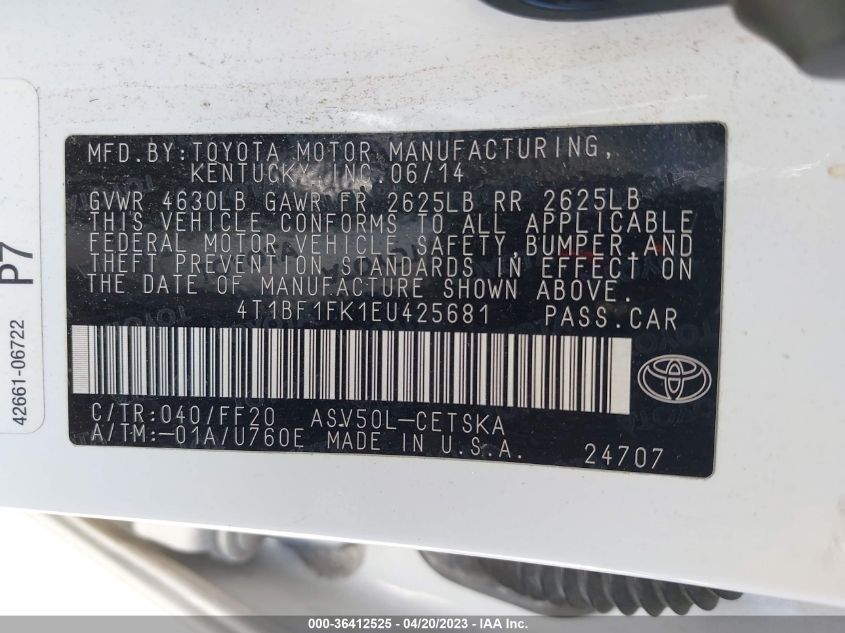 MFD.BY:TOYOTA MOTOR MANUFACTURING,
KENTUCKY, INC. 06/14
GVWR 4630LB GAWR FR 2625LB RR 2625LB
THIS VEHICLE CONFORMS TO ALL APPLICABLE
FEDERAL MOTOR VEHICLE SAFETY, BUMPER, AND
THEFT PREVENTION STANDARDS IN EFFECT ON
THE DATE OF MANUFACTURE SHOWN ABOVE.
4T1BF1FK1EU425681 PASS.CAR
C/TR:040/FF20 ASV50L-CETSKA
A/TM:-01A/U760E MADE IN U.S.A. 24707
42661-06722 P7
000-36412525 - 04/20/2023 - IAA Inc.